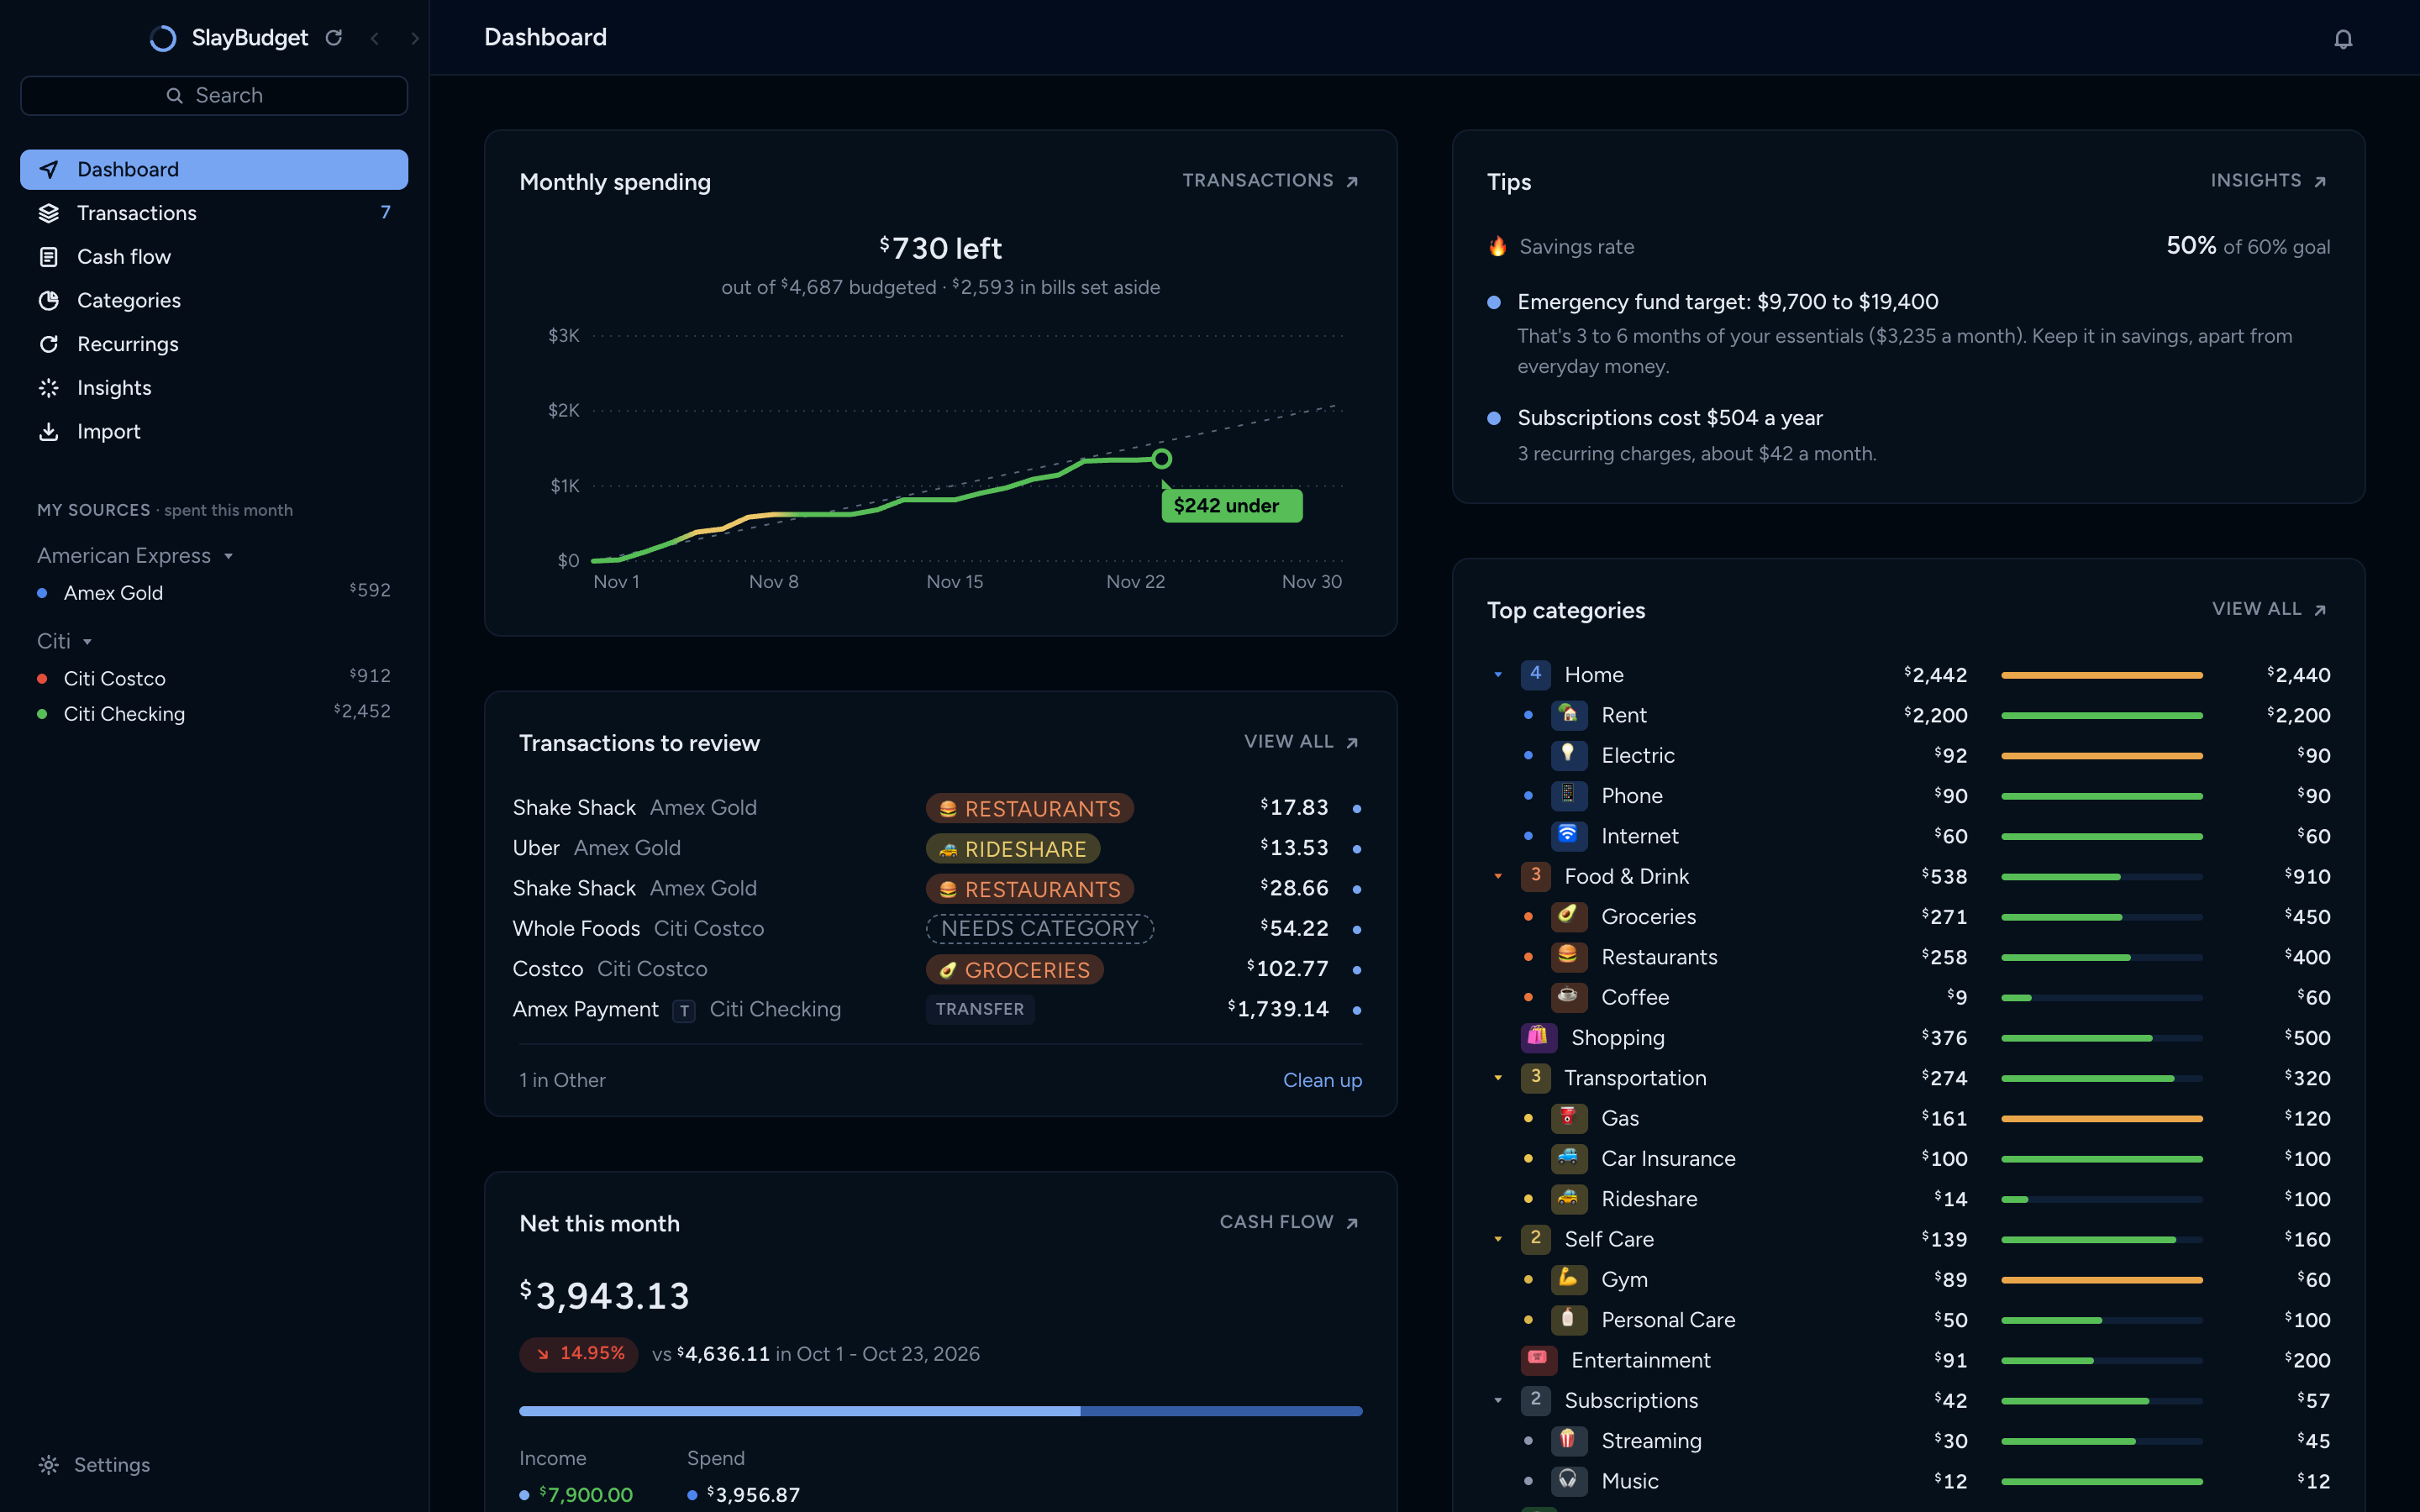 SlayBudget
Search
Dashboard
Transactions 7
Cash flow
Categories
Recurrings
Insights
Import
MY SOURCES · spent this month
American Express
Amex Gold $592
Citi
Citi Costco $912
Citi Checking $2,452
Settings
Dashboard
Monthly spending TRANSACTIONS
$730 left
out of $4,687 budgeted · $2,593 in bills set aside
$3K
$2K
$1K
$242 under
$0
Nov 1 Nov 8 Nov 15 Nov 22 Nov 30
Transactions to review VIEW ALL
Shake Shack Amex Gold RESTAURANTS $17.83
Uber Amex Gold RIDESHARE $13.53
Shake Shack Amex Gold RESTAURANTS $28.66
Whole Foods Citi Costco NEEDS CATEGORY $54.22
Costco Citi Costco GROCERIES $102.77
Amex Payment T Citi Checking TRANSFER $1,739.14
1 in Other Clean up
Net this month CASH FLOW
$3,943.13
14.95% vs $4,636.11 in Oct 1 - Oct 23, 2026
Income Spend
$7,900.00 $3,956.87
Tips INSIGHTS
Savings rate 50% of 60% goal
Emergency fund target: $9,700 to $19,400
That's 3 to 6 months of your essentials ($3,235 a month). Keep it in savings, apart from
everyday money.
Subscriptions cost $504 a year
3 recurring charges, about $42 a month.
Top categories VIEW ALL
4 Home $2,442 $2,440
Rent $2,200 $2,200
Electric $92 $90
Phone $90 $90
Internet $60 $60
3 Food & Drink $538 $910
Groceries $271 $450
Restaurants $258 $400
Coffee $9 $60
Shopping $376 $500
3 Transportation $274 $320
Gas $161 $120
Car Insurance $100 $100
Rideshare $14 $100
2 Self Care $139 $160
Gym $89 $60
Personal Care $50 $100
Entertainment $91 $200
2 Subscriptions $42 $57
Streaming $30 $45
Music $12 $12